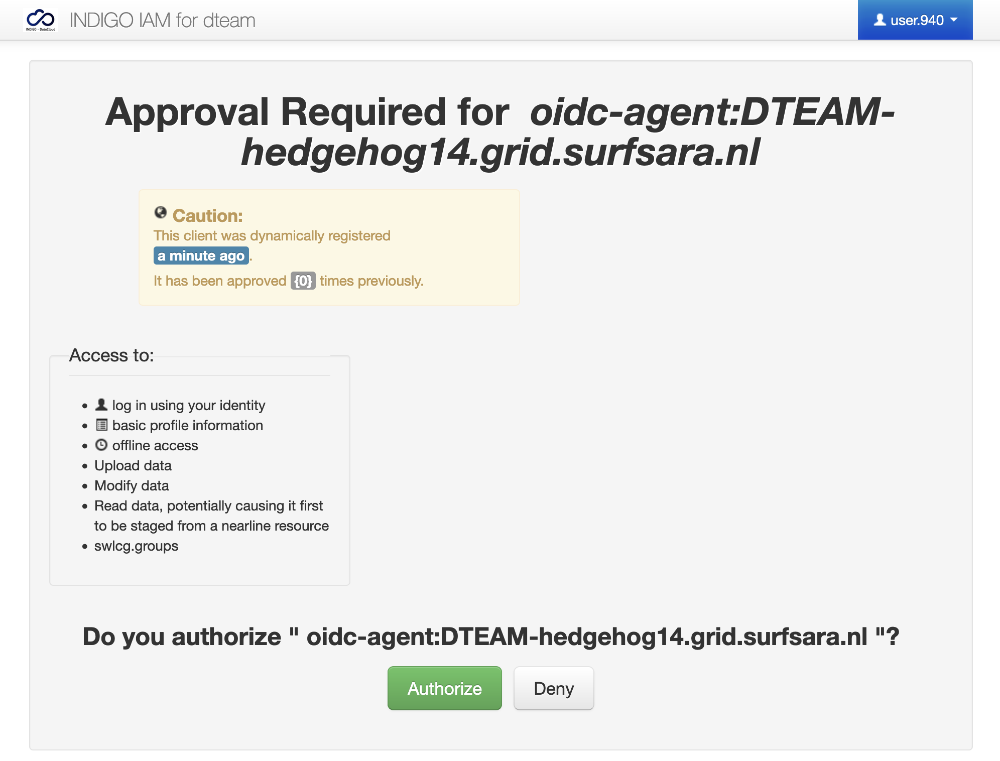 INDIGO - DataCloud
INDIGO IAM for dteam
user.940
Approval Required for oidc-agent:DTEAM-
hedgehog14.grid.surfsara.nl
Caution:
This client was dynamically registered
a minute ago.
It has been approved {0} times previously.
Access to:
log in using your identity
basic profile information
offline access
Upload data
Modify data
Read data, potentially causing it first
to be staged from a nearline resource
swlcg.groups
Do you authorize " oidc-agent:DTEAM-hedgehog14.grid.surfsara.nl "?
Authorize
Deny